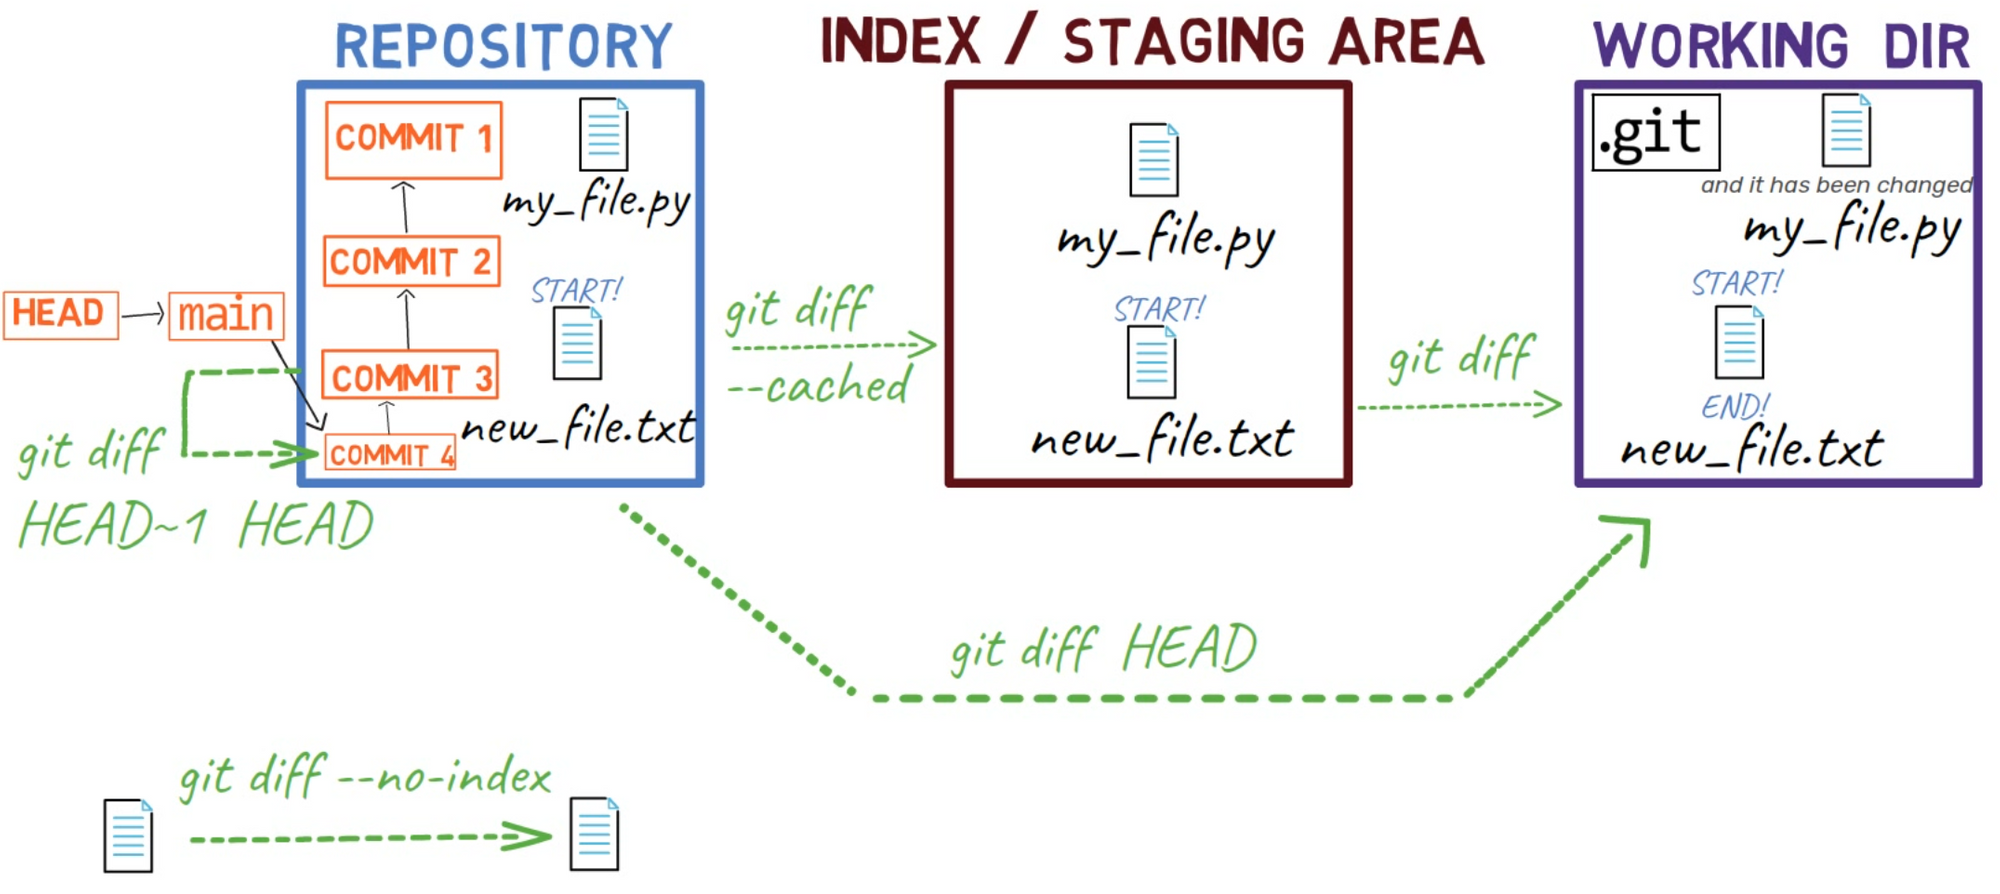 REPOSITORY
INDEX / STAGING AREA
WORKING DIR
COMMIT 1
my_file.py
COMMIT 2
START!
HEAD
main
COMMIT 3
new_file.txt
COMMIT 4
git diff
HEAD~1 HEAD
git diff
--cached
my_file.py
START!
new_file.txt
git diff
.git
and it has been changed
my_file.py
START!
END!
new_file.txt
git diff HEAD
git diff --no-index